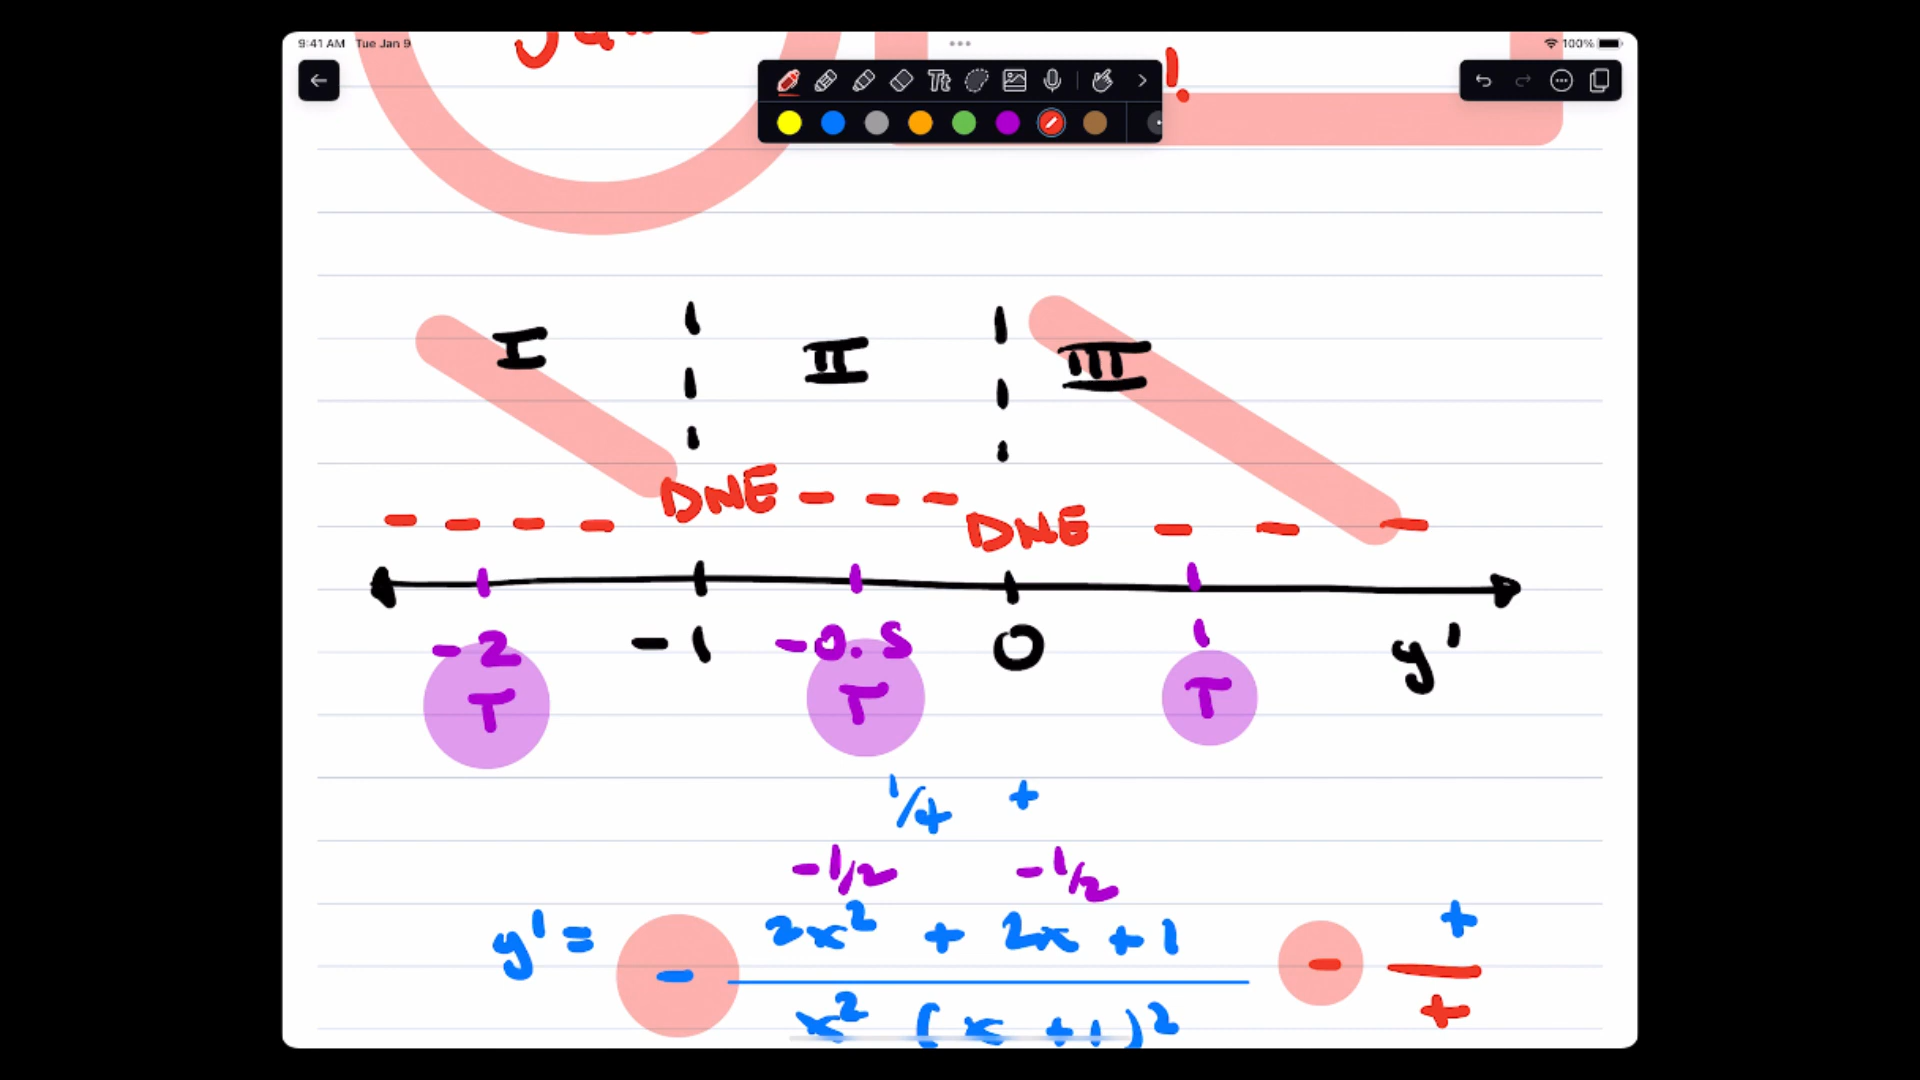 9:41 AM Tue Jan 9
100%
Tt
!
I II III
- - - - DNE - - - DNE - - -
-2 -1 -0.5 0 1 y'
T T T
1/4 +
-1/2 -1/2
y' = - 2x² + 2x + 1 - +
x² (x + 1)² +